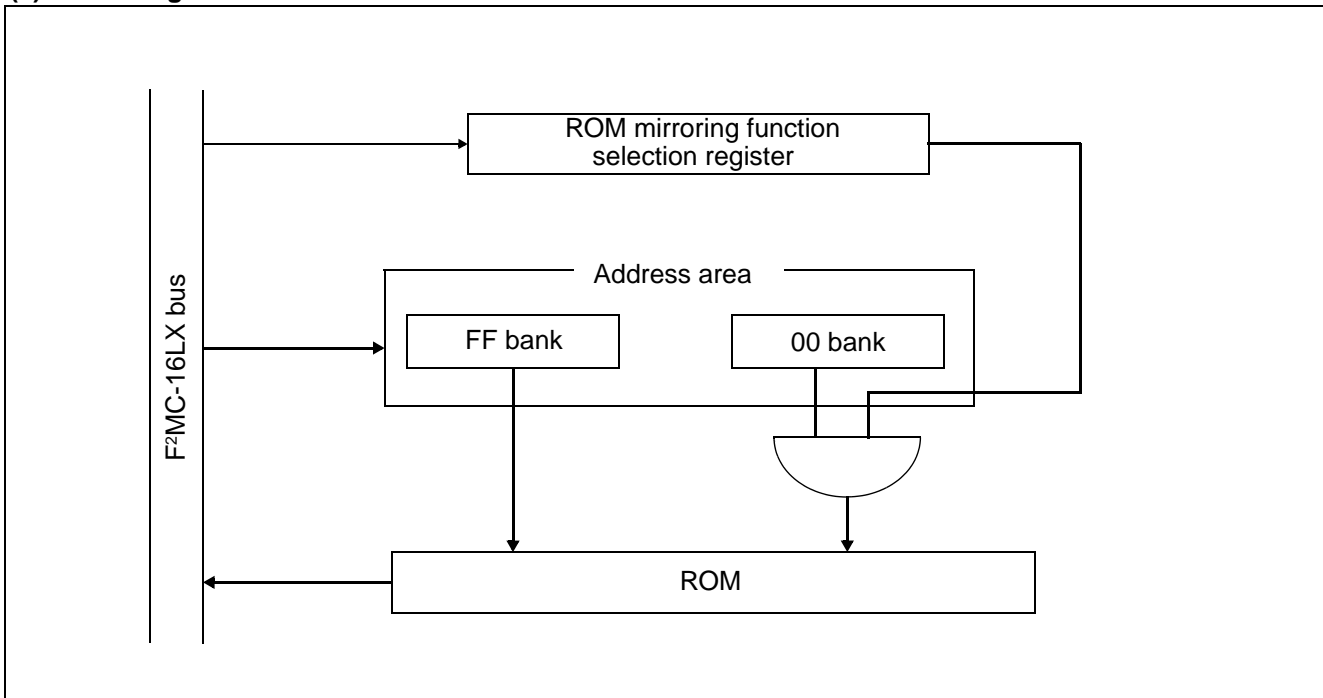 ROM mirroring function
selection register
Address area
FF bank
00 bank
F²MC-16LX bus
ROM